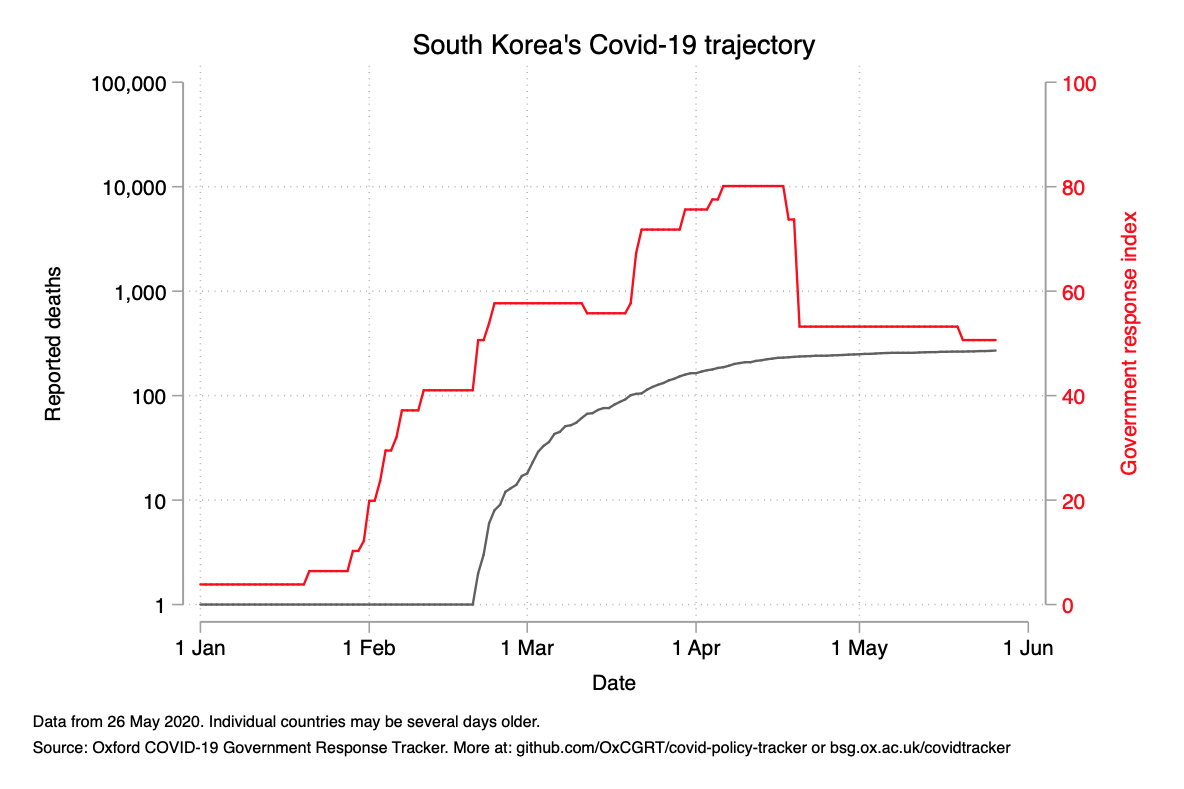 South Korea's Covid-19 trajectory
100,000
10,000
1,000
100
10
1
Reported deaths
100
80
60
40
20
0
Government response index
1 Jan
1 Feb
1 Mar
1 Apr
1 May
1 Jun
Date
Data from 26 May 2020. Individual countries may be several days older.
Source: Oxford COVID-19 Government Response Tracker. More at: github.com/OxCGRT/covid-policy-tracker or bsg.ox.ac.uk/covidtracker